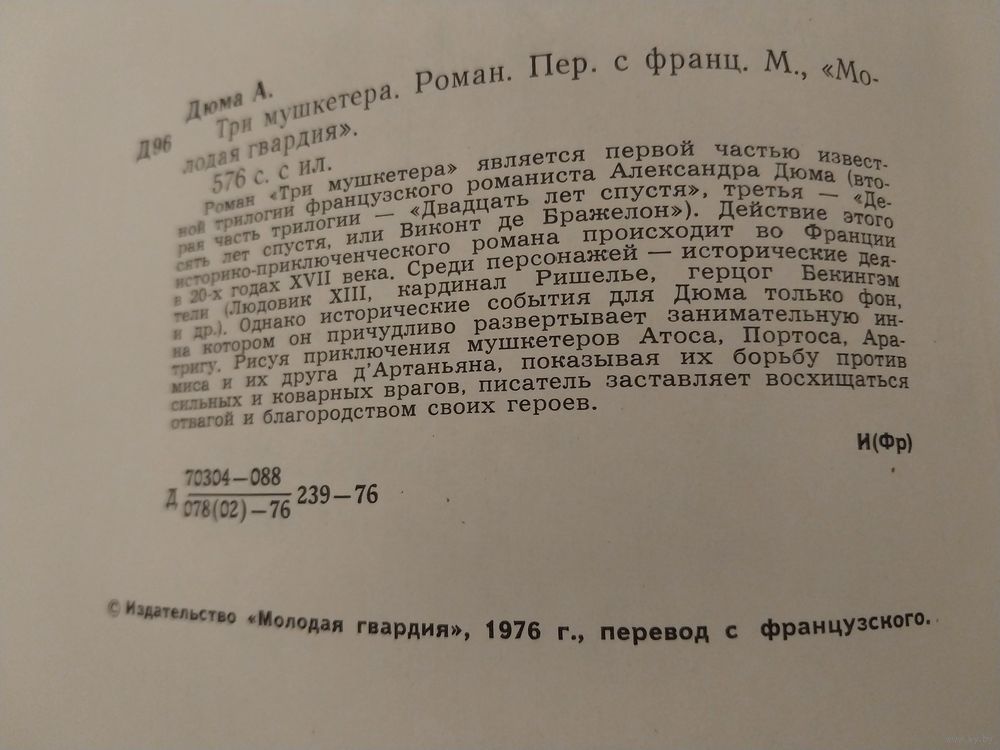 Дюма А.
Д96
Три мушкетера. Роман. Пер. с франц. М., «Мо-
лодая гвардия».
576 с. с ил.
Роман «Три мушкетера» является первой частью извест-
ной трилогии французского романиста Александра Дюма (вто-
рая часть трилогии — «Двадцать лет спустя», третья — «Де-
сять лет спустя, или Виконт де Бражелон»). Действие этого
историко-приключенческого романа происходит во Франции
в 20-х годах XVII века. Среди персонажей — исторические дея-
тели (Людовик XIII, кардинал Ришелье, герцог Бекингэм
и др.). Однако исторические события для Дюма только фон,
на котором он причудливо развертывает занимательную ин-
тригу. Рисуя приключения мушкетеров Атоса, Портоса, Ара-
миса и их друга д'Артаньяна, показывая их борьбу против
сильных и коварных врагов, писатель заставляет восхищаться
отвагой и благородством своих героев.
И(Фр)
70304—088
Д 239—76
078(02)—76
© Издательство «Молодая гвардия», 1976 г., перевод с французского.